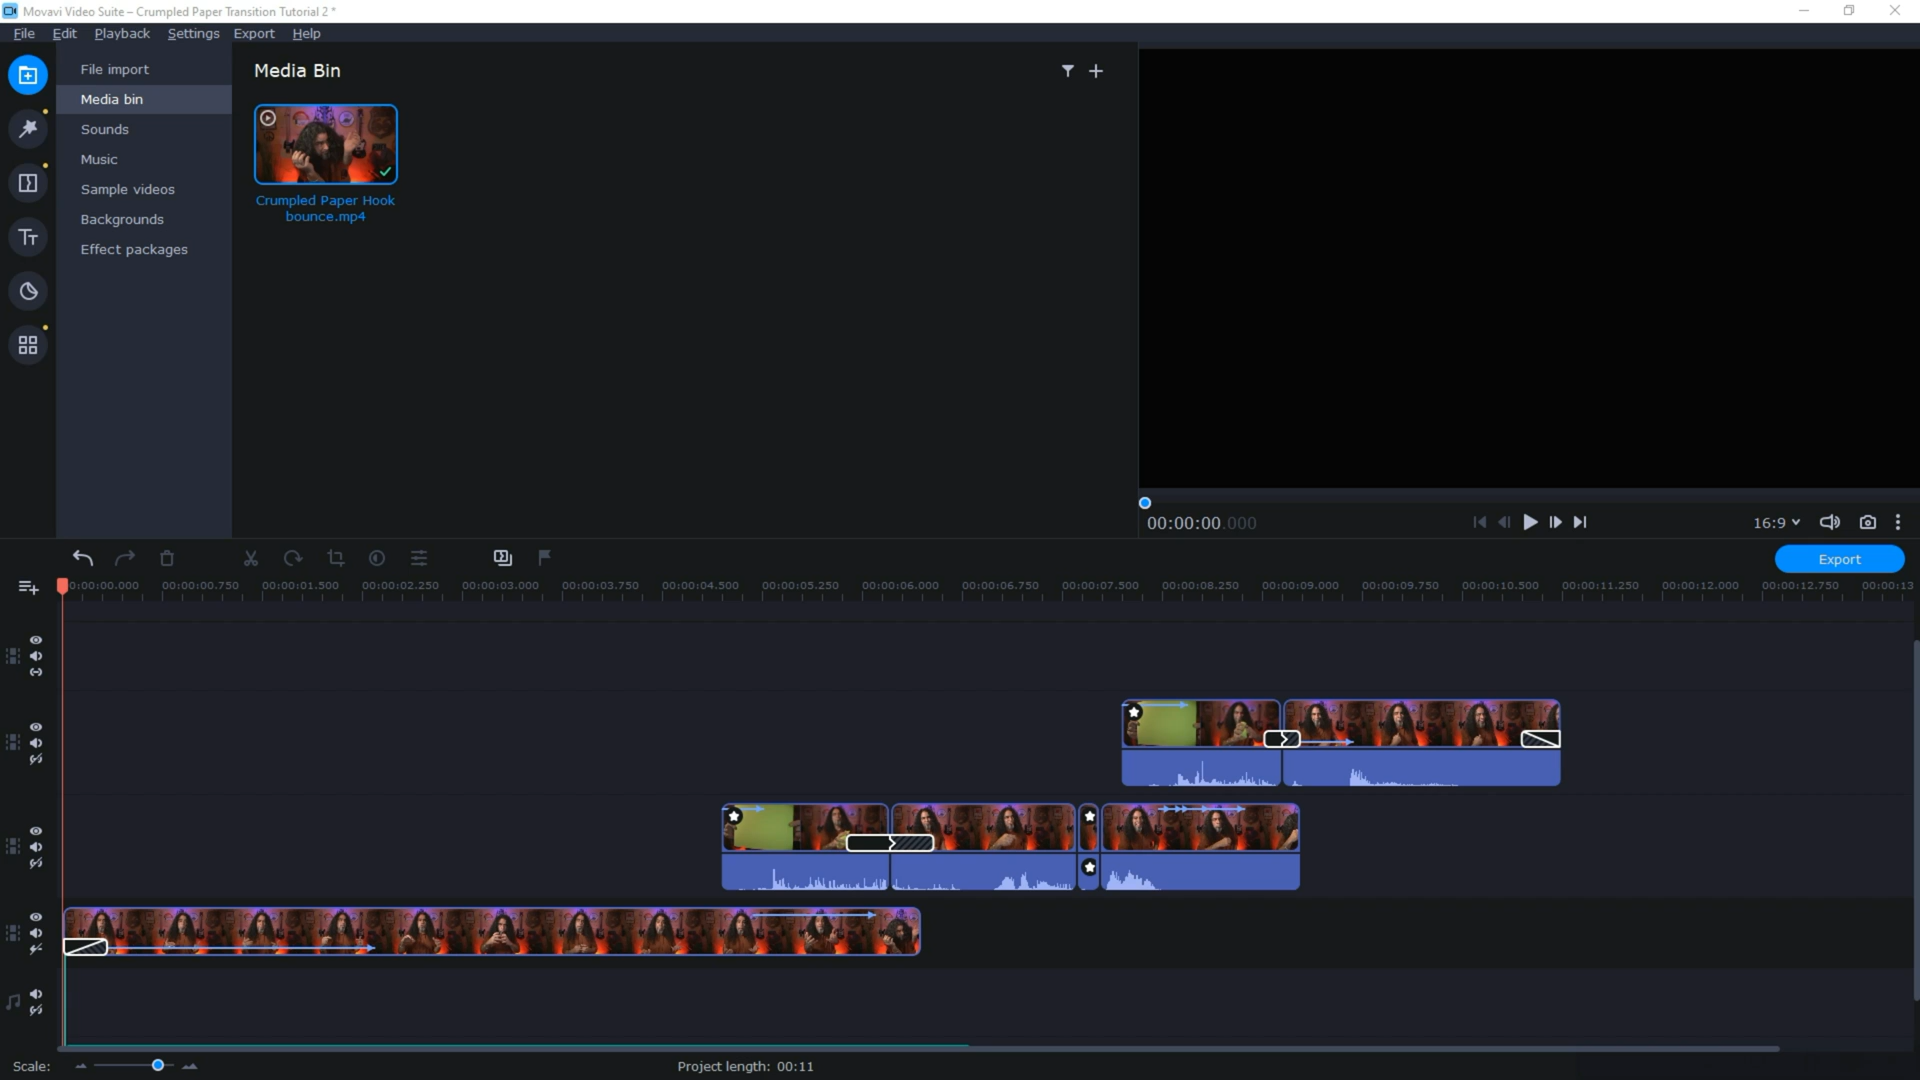 Movavi Video Suite – Crumpled Paper Transition Tutorial 2 *
File Edit Playback Settings Export Help
File import
Media bin
Sounds
Music
Sample videos
Backgrounds
Effect packages
Media Bin
Crumpled Paper Hook
bounce.mp4
00:00:00.000
16:9
Export
0:00:00.000 00:00:00.750 00:00:01.500 00:00:02.250 00:00:03.000 00:00:03.750 00:00:04.500 00:00:05.250 00:00:06.000 00:00:06.750 00:00:07.500 00:00:08.250 00:00:09.000 00:00:09.750 00:00:10.500 00:00:11.250 00:00:12.000 00:00:12.750 00:00:13
Scale:
Project length: 00:11